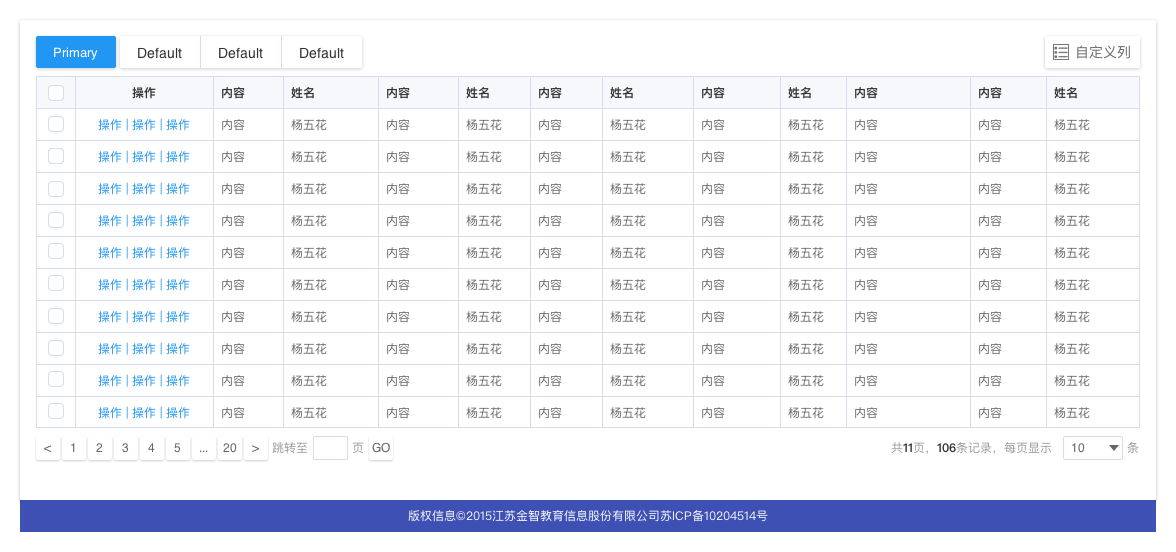 Primary Default Default Default 自定义列
操作 内容 姓名 内容 姓名 内容 姓名 内容 姓名 内容 内容 姓名
操作 | 操作 | 操作 内容 杨五花 内容 杨五花 内容 杨五花 内容 杨五花 内容 内容 杨五花
操作 | 操作 | 操作 内容 杨五花 内容 杨五花 内容 杨五花 内容 杨五花 内容 内容 杨五花
操作 | 操作 | 操作 内容 杨五花 内容 杨五花 内容 杨五花 内容 杨五花 内容 内容 杨五花
操作 | 操作 | 操作 内容 杨五花 内容 杨五花 内容 杨五花 内容 杨五花 内容 内容 杨五花
操作 | 操作 | 操作 内容 杨五花 内容 杨五花 内容 杨五花 内容 杨五花 内容 内容 杨五花
操作 | 操作 | 操作 内容 杨五花 内容 杨五花 内容 杨五花 内容 杨五花 内容 内容 杨五花
操作 | 操作 | 操作 内容 杨五花 内容 杨五花 内容 杨五花 内容 杨五花 内容 内容 杨五花
操作 | 操作 | 操作 内容 杨五花 内容 杨五花 内容 杨五花 内容 杨五花 内容 内容 杨五花
操作 | 操作 | 操作 内容 杨五花 内容 杨五花 内容 杨五花 内容 杨五花 内容 内容 杨五花
操作 | 操作 | 操作 内容 杨五花 内容 杨五花 内容 杨五花 内容 杨五花 内容 内容 杨五花
< 1 2 3 4 5 ... 20 > 跳转至 页 GO 共11页，106条记录，每页显示 10 条
版权信息©2015江苏金智教育信息股份有限公司苏ICP备10204514号